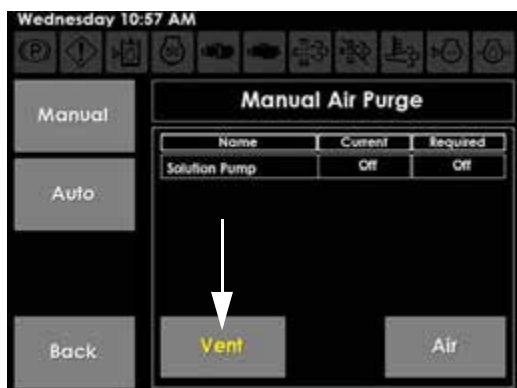 Wednesday 10:57 AM
Manual
Manual Air Purge
Name Current Required
Solution Pump Off Off
Auto
Back
Vent
Air